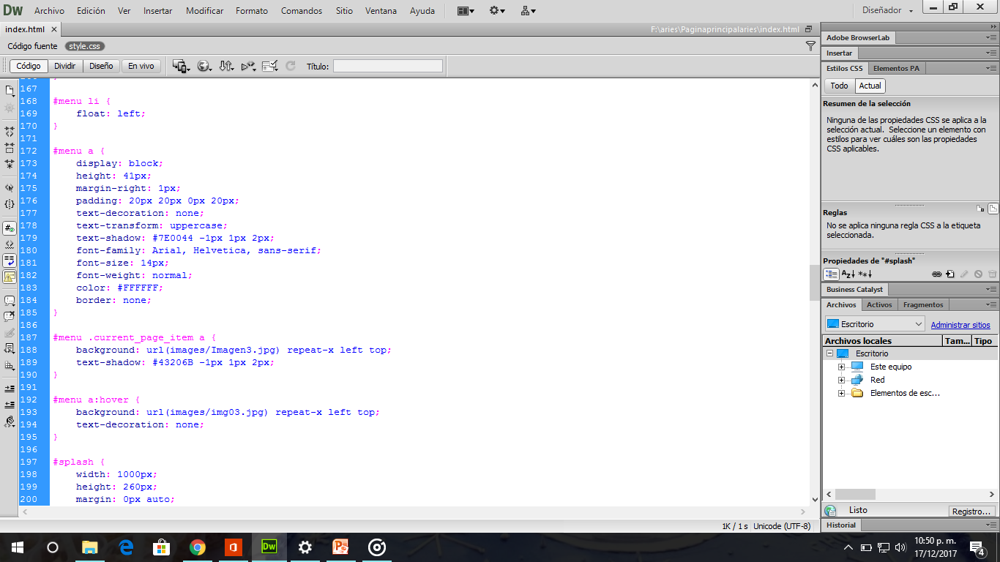 Dw Archivo Edición Ver Insertar Modificar Formato Comandos Sitio Ventana Ayuda Diseñador
index.html F:\aries\Paginaprincipalaries\index.html
Código fuente style.css
Código Dividir Diseño En vivo Título:
167
168 #menu li {
169 float: left;
170 }
171
172 #menu a {
173 display: block;
174 height: 41px;
175 margin-right: 1px;
176 padding: 20px 20px 0px 20px;
177 text-decoration: none;
178 text-transform: uppercase;
179 text-shadow: #7E0044 -1px 1px 2px;
180 font-family: Arial, Helvetica, sans-serif;
181 font-size: 14px;
182 font-weight: normal;
183 color: #FFFFFF;
184 border: none;
185 }
186
187 #menu .current_page_item a {
188 background: url(images/Imagen3.jpg) repeat-x left top;
189 text-shadow: #43206B -1px 1px 2px;
190 }
191
192 #menu a:hover {
193 background: url(images/img03.jpg) repeat-x left top;
194 text-decoration: none;
195 }
196
197 #splash {
198 width: 1000px;
199 height: 260px;
200 margin: 0px auto;
1K / 1 s Unicode (UTF-8)
Adobe BrowserLab
Insertar
Estilos CSS Elementos PA
Todo Actual
Resumen de la selección
Ninguna de las propiedades CSS se aplica a la
selección actual. Seleccione un elemento con
estilos para ver cuáles son las propiedades
CSS aplicables.
Reglas
No se aplica ninguna regla CSS a la etiqueta
seleccionada.
Propiedades de "#splash"
Business Catalyst
Archivos Activos Fragmentos
Escritorio Administrar sitios
Archivos locales Tam... Tipo
Escritorio
Este equipo
Red
Elementos de esc...
Listo Registro...
Historial
10:50 p. m.
17/12/2017
4